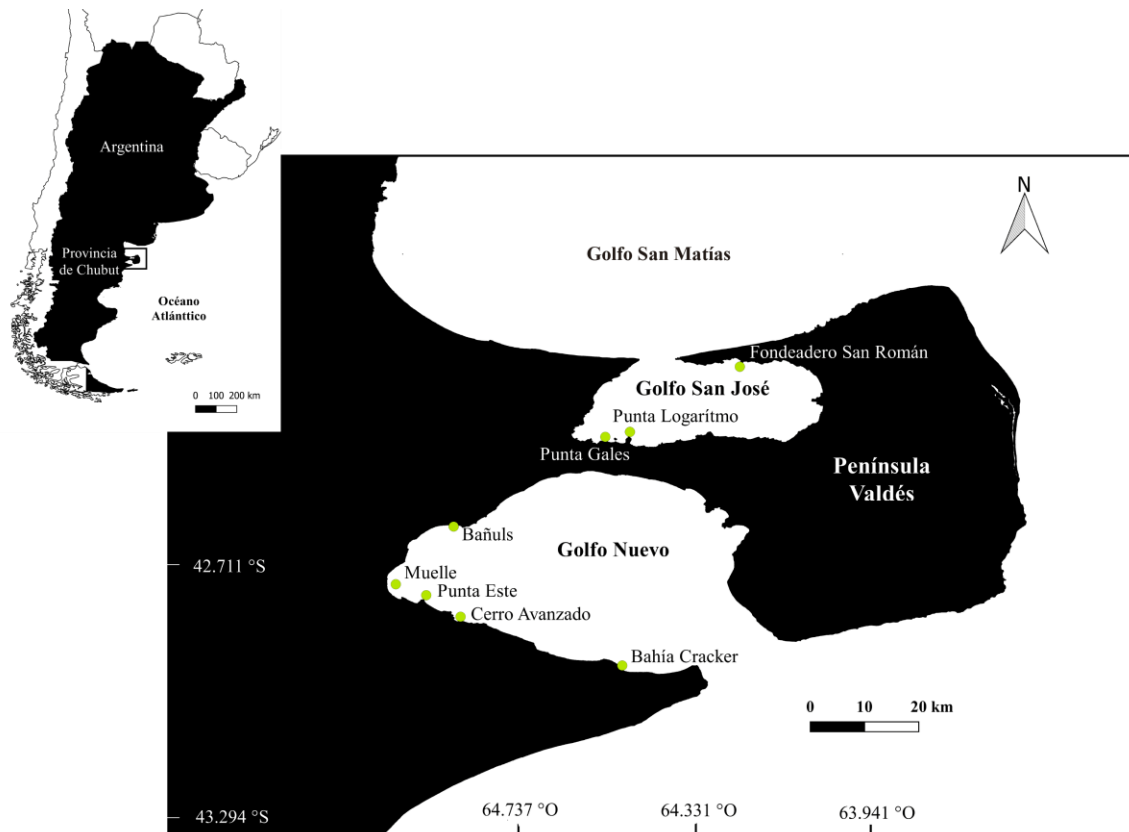 Argentina
Provincia
de Chubut
Océano
Atlánttico
0 100 200 km
N
Golfo San Matías
Fondeadero San Román
Golfo San José
Punta Logarítmo
Punta Gales
Península
Valdés
Bañuls
Golfo Nuevo
42.711 °S
Muelle
Punta Este
Cerro Avanzado
Bahía Cracker
0 10 20 km
43.294 °S
64.737 °O 64.331 °O 63.941 °O